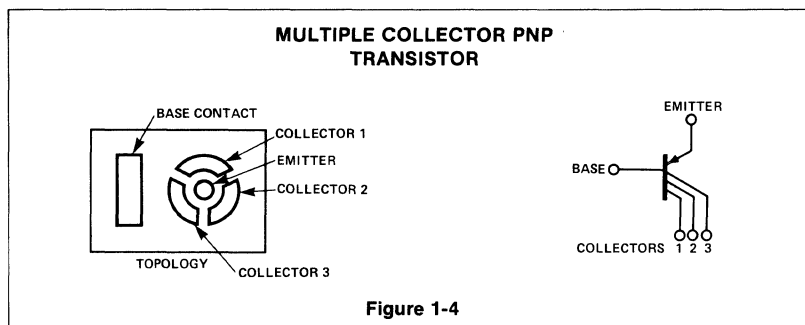 MULTIPLE COLLECTOR PNP
TRANSISTOR
BASE CONTACT
COLLECTOR 1
EMITTER
COLLECTOR 2
TOPOLOGY
COLLECTOR 3
EMITTER
BASE
COLLECTORS 1 2 3
Figure 1-4